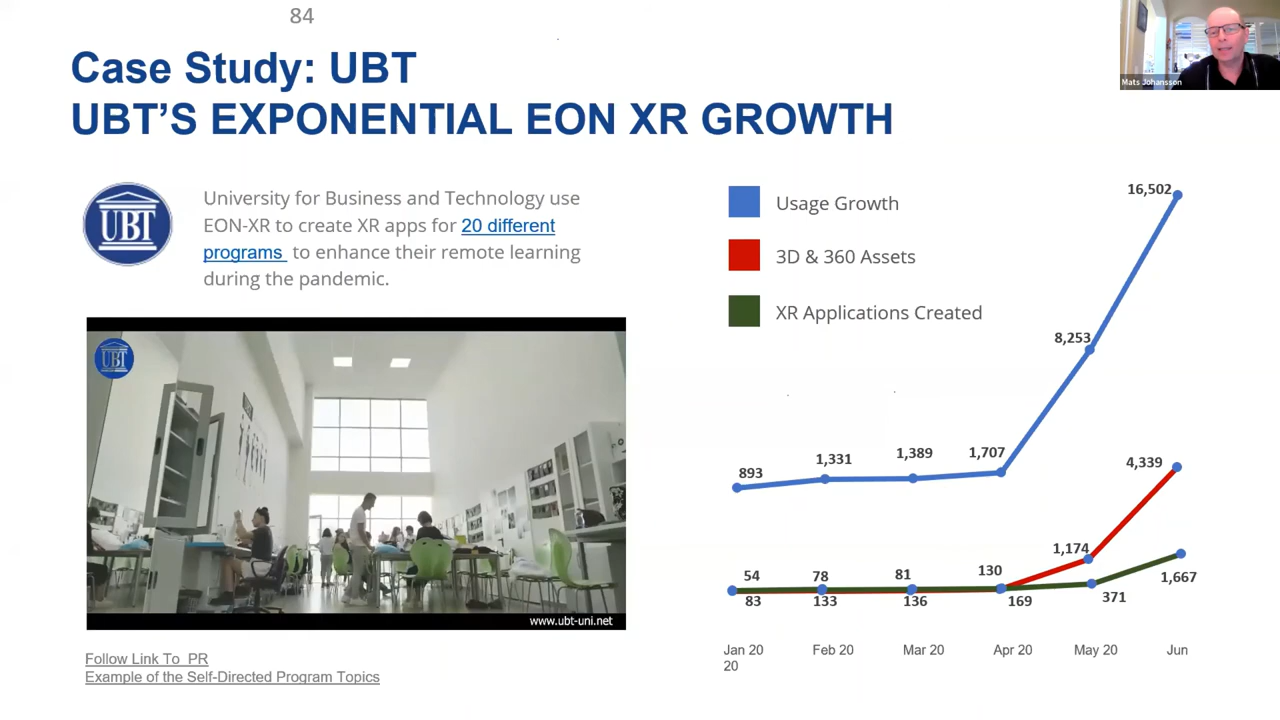 84
Case Study: UBT
UBT'S EXPONENTIAL EON XR GROWTH
Mats Johansson
UBT
University for Business and Technology use
EON-XR to create XR apps for 20 different
programs to enhance their remote learning
during the pandemic.
UBT
www.ubt-uni.net
Follow Link To PR
Example of the Self-Directed Program Topics
Usage Growth
3D & 360 Assets
XR Applications Created
16,502
8,253
893
1,331
1,389
1,707
4,339
1,174
54
78
81
130
1,667
83
133
136
169
371
Jan 20
20
Feb 20
Mar 20
Apr 20
May 20
Jun